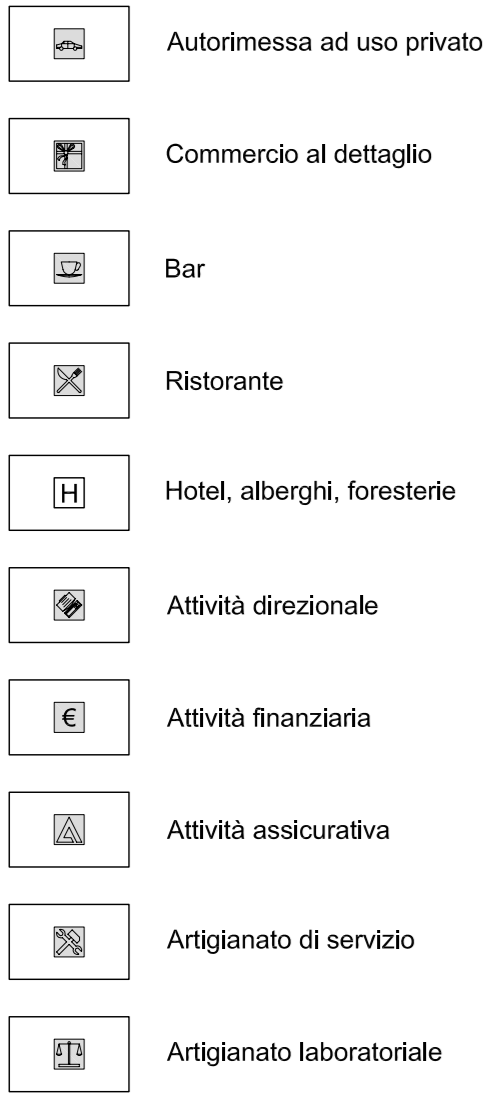 Autorimessa ad uso privato
Commercio al dettaglio
Bar
Ristorante
H Hotel, alberghi, foresterie
Attività direzionale
€ Attività finanziaria
Attività assicurativa
Artigianato di servizio
Artigianato laboratoriale